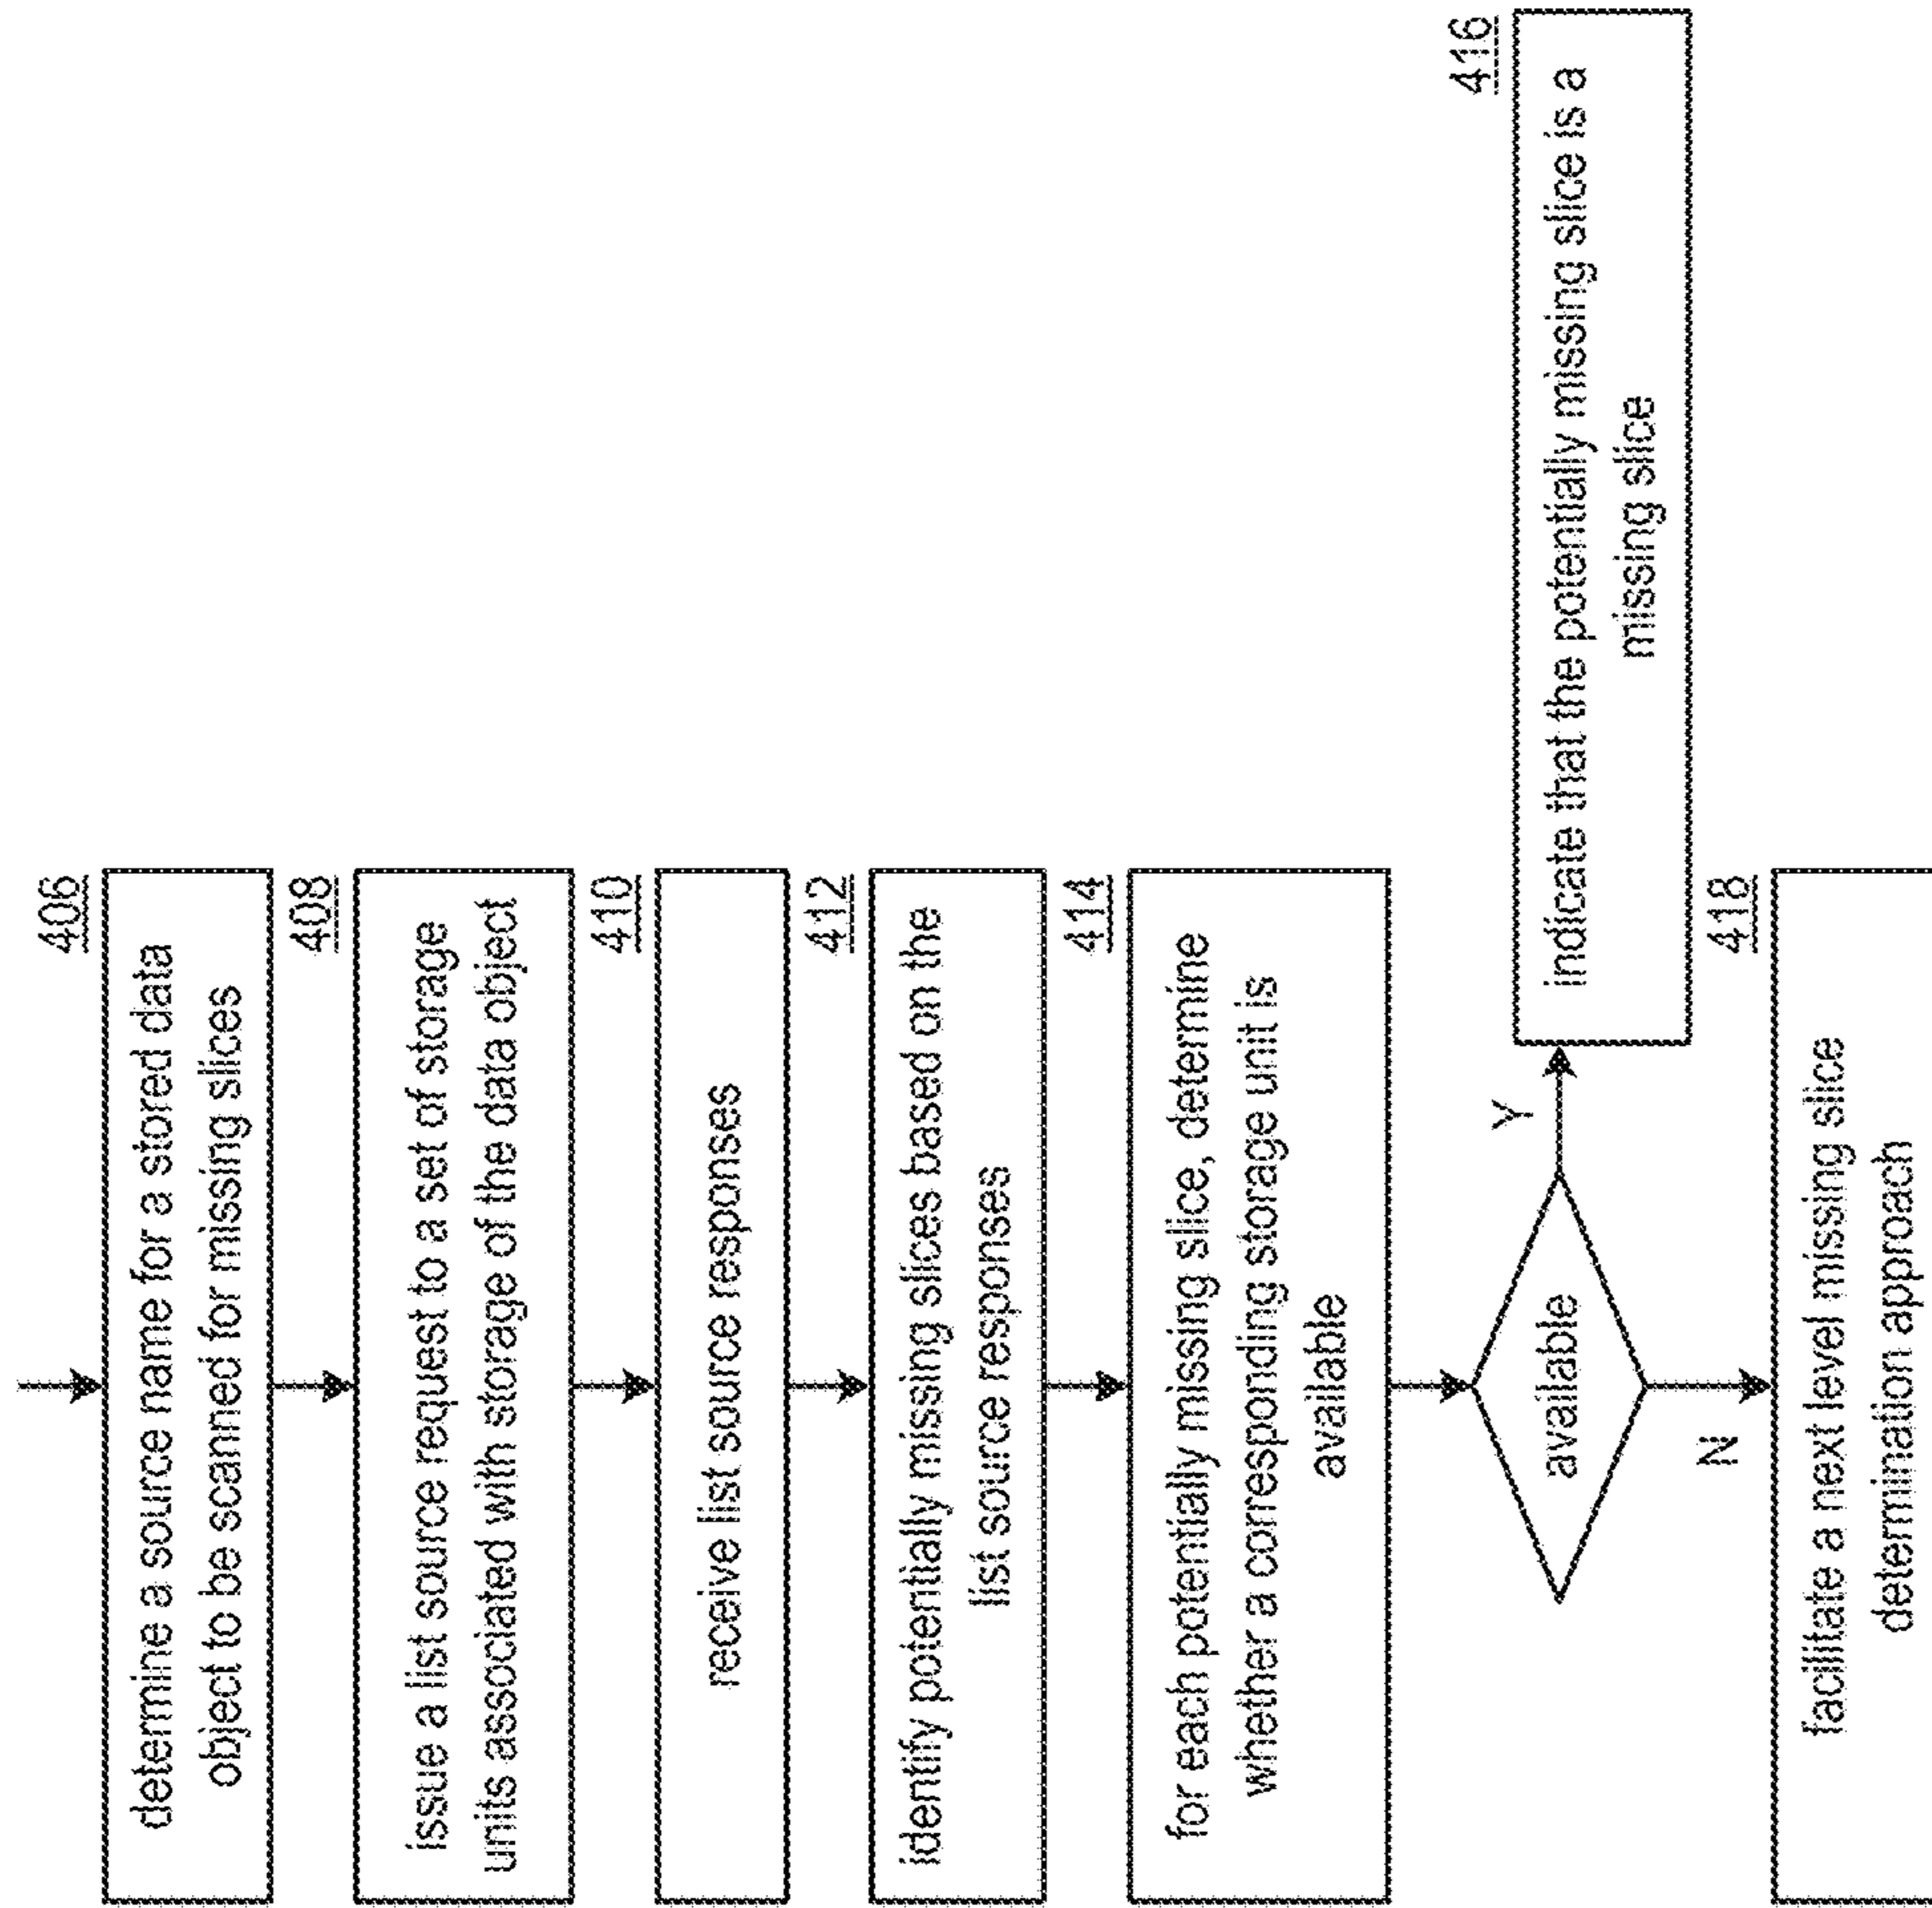 406
determine a source name for a stored data
object to be scanned for missing slices
408
issue a list source request to a set of storage
units associated with storage of the data object
410
receive list source responses
412
identify potentially missing slices based on the
list source responses
414
for each potentially missing slice, determine
whether a corresponding storage unit is
available
available
Y
416
indicate that the potentially missing slice is a
missing slice
N
418
facilitate a next level missing slice
determination approach